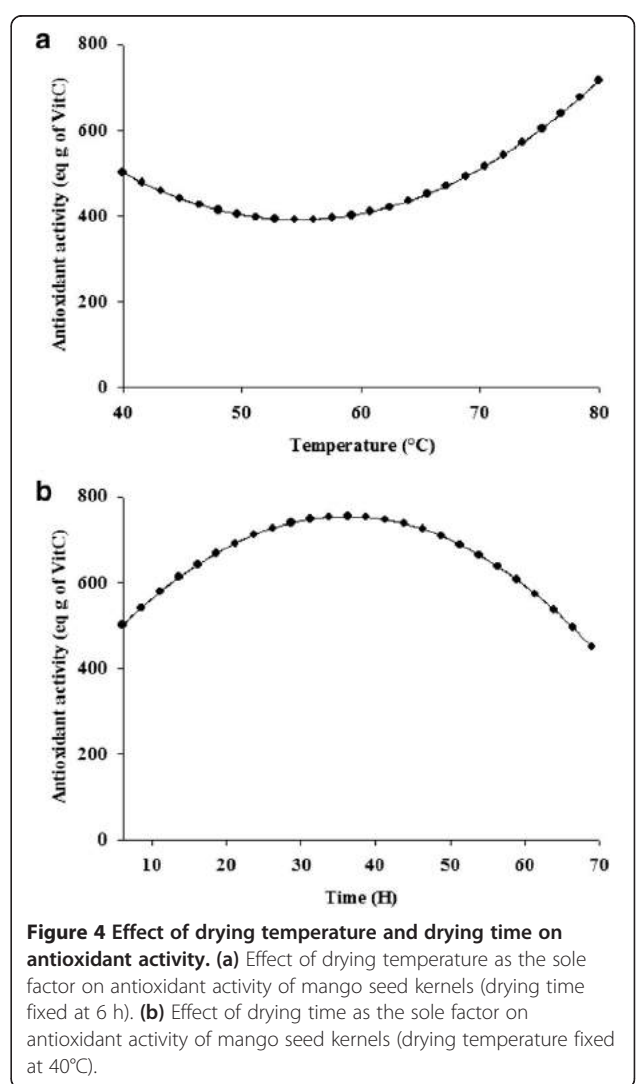 a
800
600
400
200
0
Antioxidant activity (eq g of VitC)
40 50 60 70 80
Temperature (°C)
b
800
600
400
200
0
Antioxidant activity (eq g of VitC)
10 20 30 40 50 60 70
Time (H)
Figure 4 Effect of drying temperature and drying time on
antioxidant activity. (a) Effect of drying temperature as the sole
factor on antioxidant activity of mango seed kernels (drying time
fixed at 6 h). (b) Effect of drying time as the sole factor on
antioxidant activity of mango seed kernels (drying temperature fixed
at 40°C).